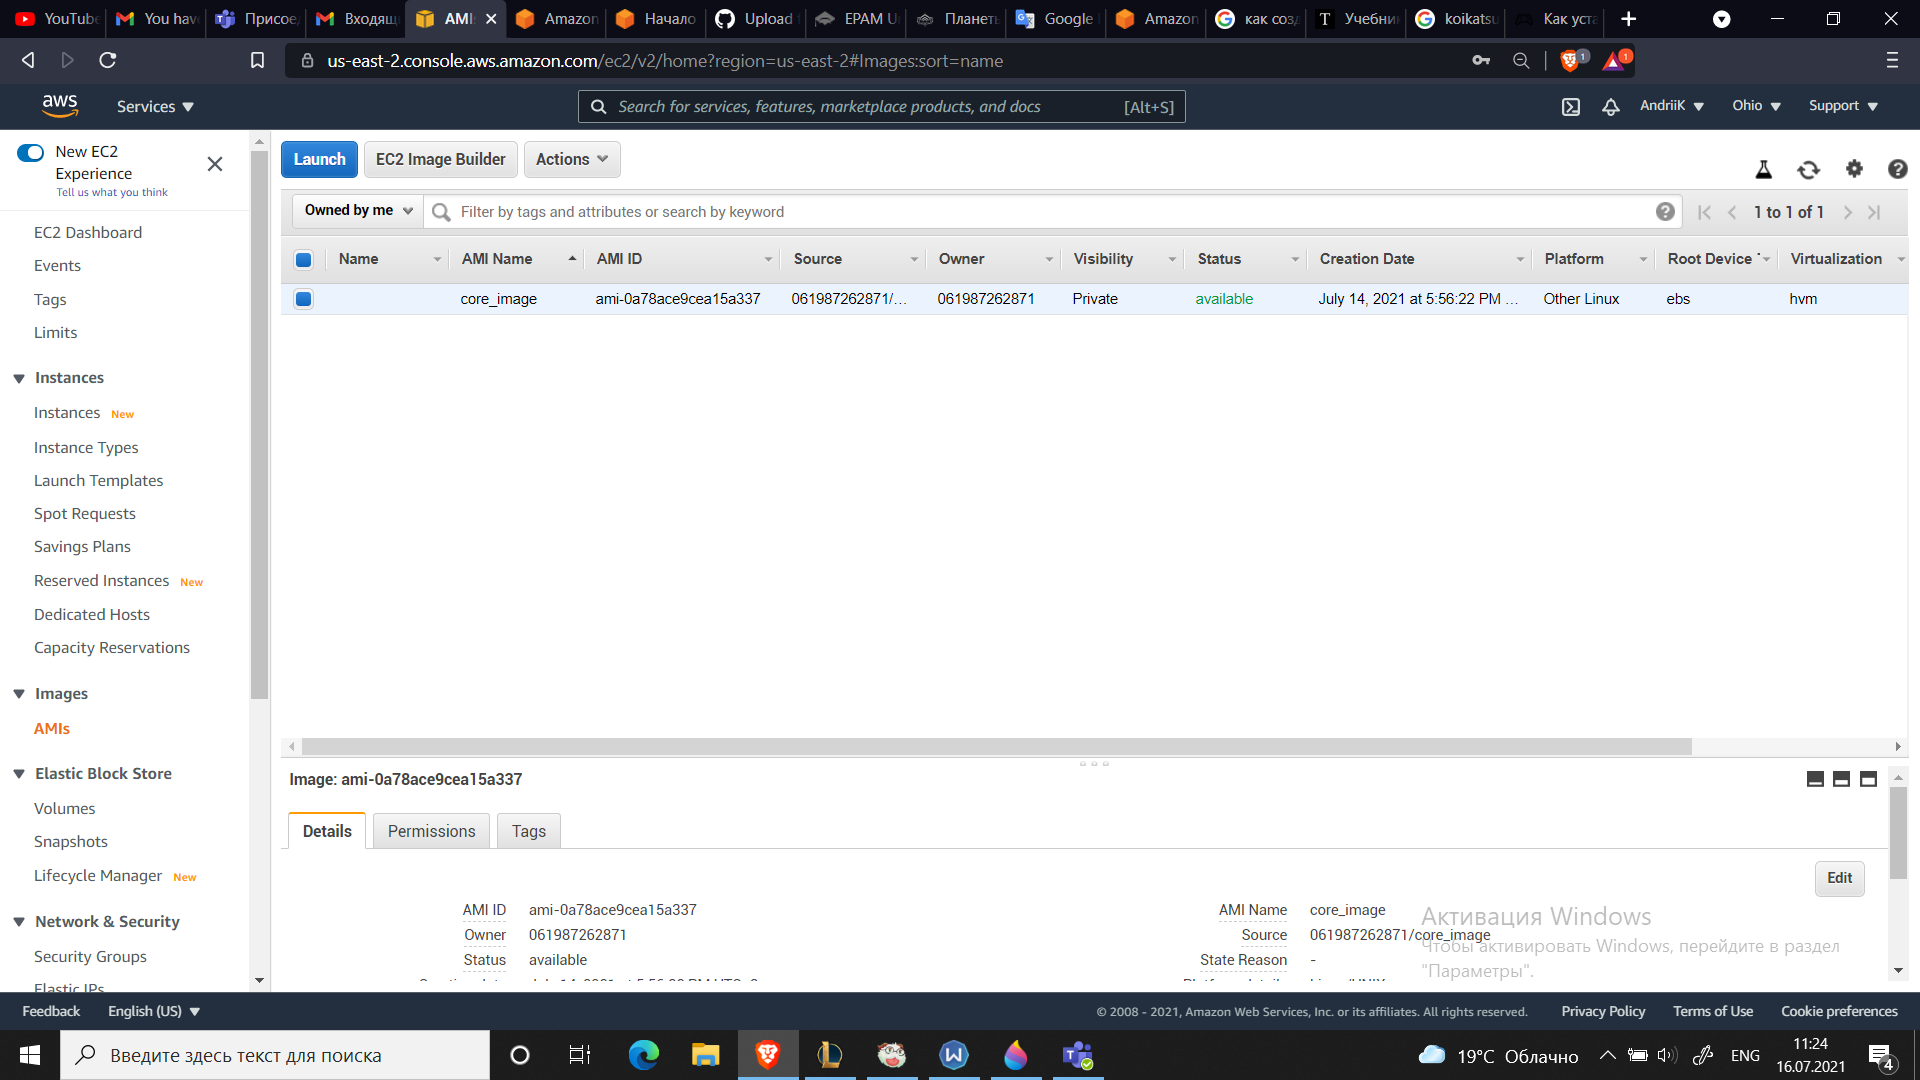 YouTube
You hav
Присое
Входящ
AMI
Amazon
Начало
Upload f
EPAM U
Планеть
Google
Amazon
как созд
Учебник
koikatsu
Как уста
us-east-2.console.aws.amazon.com/ec2/v2/home?region=us-east-2#Images:sort=name
1
1
aws
Services
Search for services, features, marketplace products, and docs
[Alt+S]
AndriiK
Ohio
Support
New EC2
Experience
Tell us what you think
EC2 Dashboard
Events
Tags
Limits
Instances
Instances New
Instance Types
Launch Templates
Spot Requests
Savings Plans
Reserved Instances New
Dedicated Hosts
Capacity Reservations
Images
AMIs
Elastic Block Store
Volumes
Snapshots
Lifecycle Manager New
Network & Security
Security Groups
Elastic IPs
Launch
EC2 Image Builder
Actions
Owned by me
Filter by tags and attributes or search by keyword
1 to 1 of 1
Name AMI Name AMI ID Source Owner Visibility Status Creation Date Platform Root Device Virtualization
core_image ami-0a78ace9cea15a337 061987262871/... 061987262871 Private available July 14, 2021 at 5:56:22 PM ... Other Linux ebs hvm
Image: ami-0a78ace9cea15a337
Details
Permissions
Tags
Edit
AMI ID ami-0a78ace9cea15a337
AMI Name core_image
Owner 061987262871
Source 061987262871/core_image
Status available
State Reason -
Активация Windows
Чтобы активировать Windows, перейдите в раздел
"Параметры".
Feedback
English (US)
© 2008 - 2021, Amazon Web Services, Inc. or its affiliates. All rights reserved.
Privacy Policy
Terms of Use
Cookie preferences
Введите здесь текст для поиска
19°C Облачно
ENG
11:24
16.07.2021
4